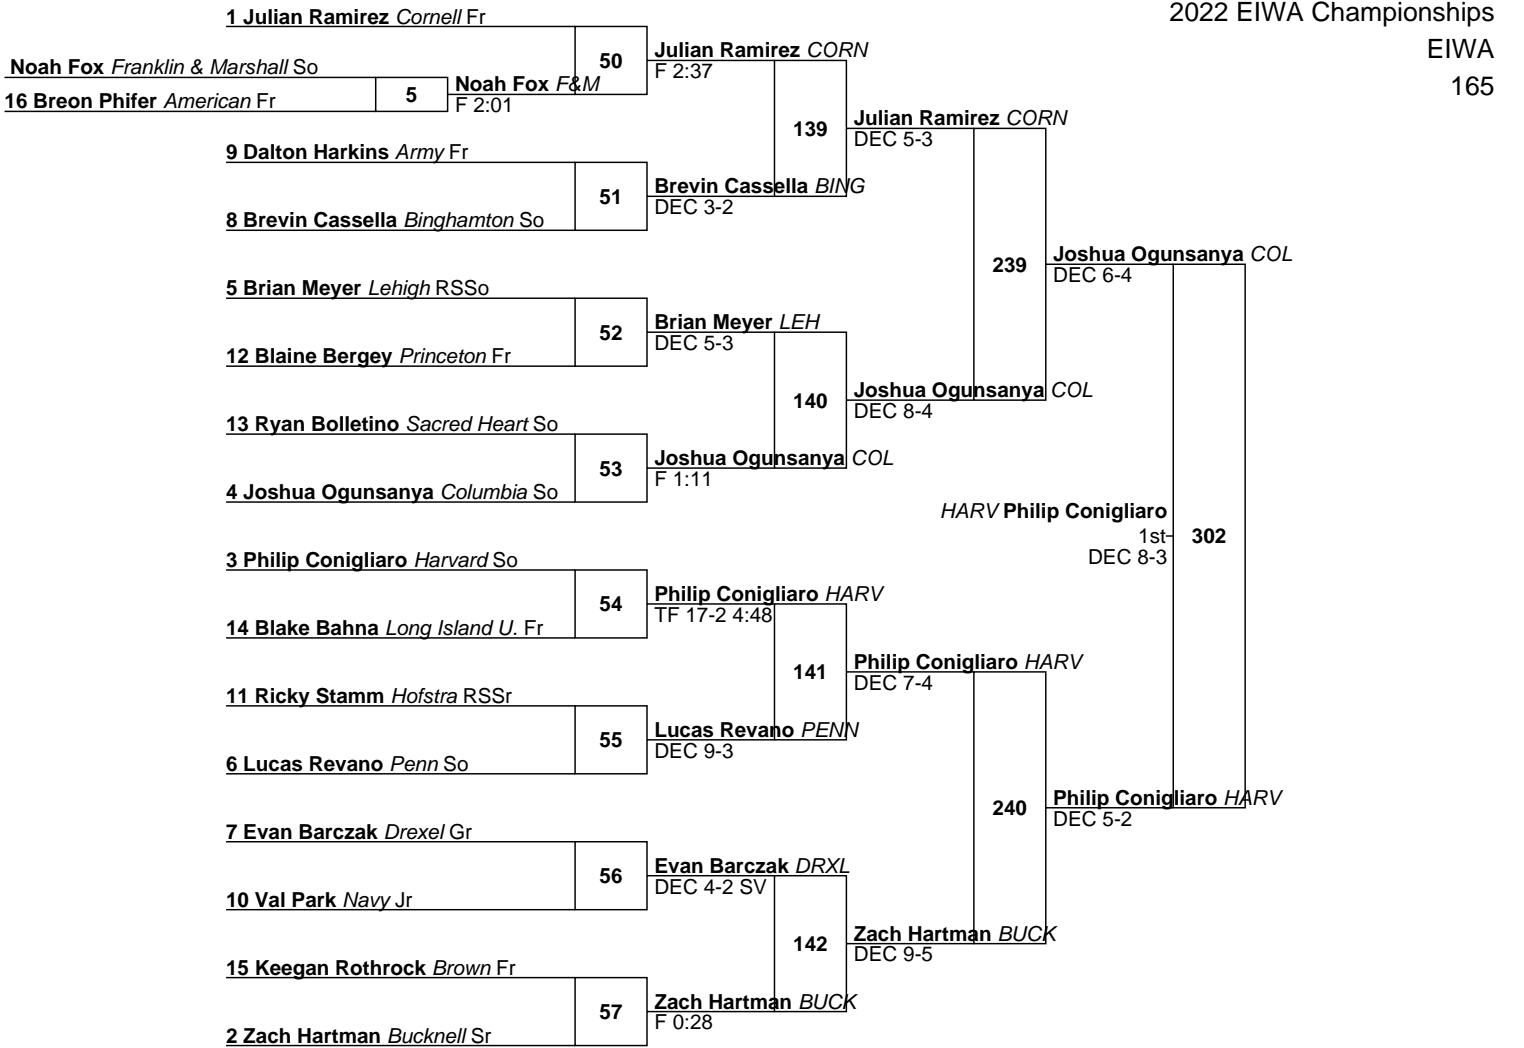 2022 EIWA Championships
EIWA
165
1 Julian Ramirez Cornell Fr
Noah Fox Franklin & Marshall So
16 Breon Phifer American Fr
5
Noah Fox F&M
F 2:01
50
Julian Ramirez CORN
F 2:37
9 Dalton Harkins Army Fr
8 Brevin Cassella Binghamton So
51
Brevin Cassella BING
DEC 3-2
139
Julian Ramirez CORN
DEC 5-3
5 Brian Meyer Lehigh RSSo
12 Blaine Bergey Princeton Fr
52
Brian Meyer LEH
DEC 5-3
13 Ryan Bolletino Sacred Heart So
4 Joshua Ogunsanya Columbia So
53
Joshua Ogunsanya COL
F 1:11
140
Joshua Ogunsanya COL
DEC 8-4
239
Joshua Ogunsanya COL
DEC 6-4
3 Philip Conigliaro Harvard So
14 Blake Bahna Long Island U. Fr
54
Philip Conigliaro HARV
TF 17-2 4:48
11 Ricky Stamm Hofstra RSSr
6 Lucas Revano Penn So
55
Lucas Revano PENN
DEC 9-3
141
Philip Conigliaro HARV
DEC 7-4
7 Evan Barczak Drexel Gr
10 Val Park Navy Jr
56
Evan Barczak DRXL
DEC 4-2 SV
15 Keegan Rothrock Brown Fr
2 Zach Hartman Bucknell Sr
57
Zach Hartman BUCK
F 0:28
142
Zach Hartman BUCK
DEC 9-5
240
Philip Conigliaro HARV
DEC 5-2
HARV Philip Conigliaro
1st
DEC 8-3
302